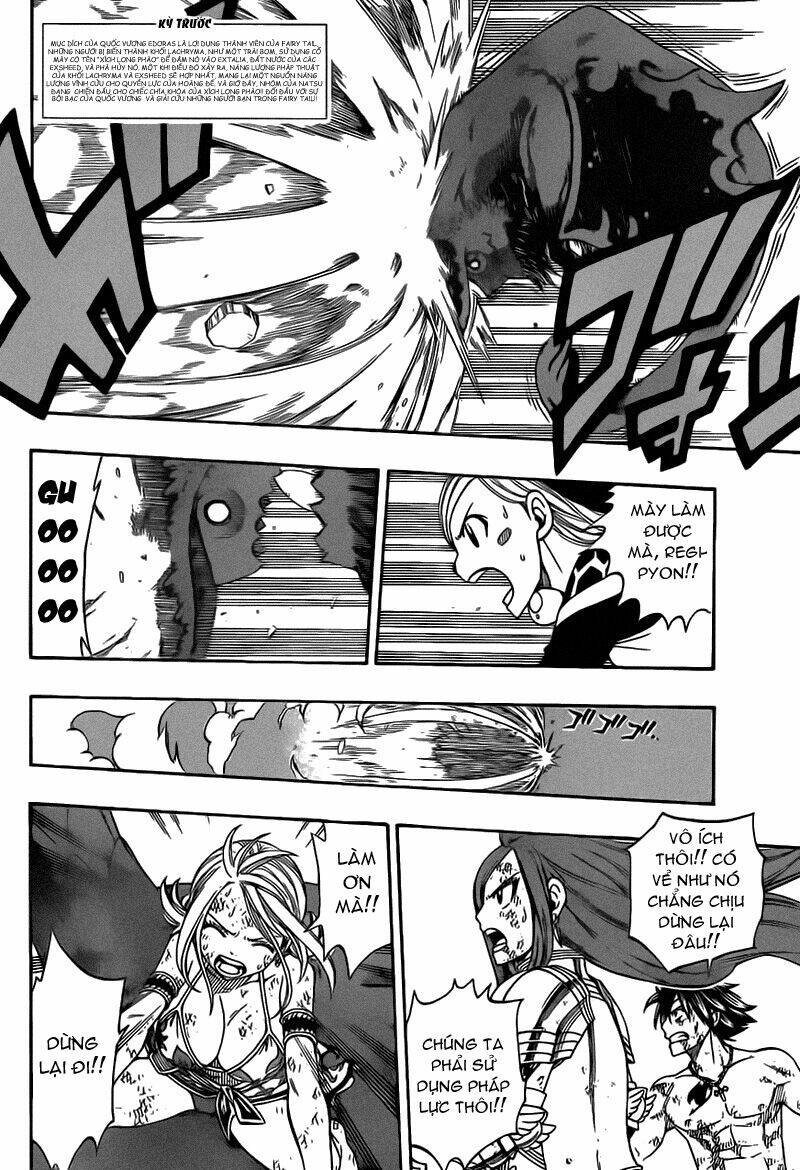 KỲ TRƯỚC
MỤC DÍCH CỦA QUỐC VƯƠNG EDORAS LÀ LỢI DỤNG THÀNH VIÊN CỦA FAIRY TAIL,
NHỮNG NGƯỜI BỊ BIẾN THÀNH KHỐI LACHRYMA, NHƯ MỘT TRÁI BOM, SỬ DỤNG CỖ
MÁY CÓ TÊN "XÍCH LONG PHÁO" ĐỂ ĐÂM NÓ VÀO EXTALIA, ĐẤT NƯỚC CỦA CÁC
EXSHEED, VÀ PHÁ HỦY NÓ. MỘT KHI ĐIỀU ĐÓ XẢY RA, NĂNG LƯỢNG PHÁP THUẬT
CỦA KHỐI LACHRYMA VÀ EXSHEED SẼ HỢP NHẤT, MANG LẠI MỘT NGUỒN NĂNG
LƯỢNG VĨNH CỬU CHO QUYỀN LỰC CỦA HOÀNG ĐẾ. VÀ GIỜ ĐÂY, NHÓM CỦA NATSU
ĐANG CHIẾN ĐẤU CHO CHIẾC CHÌA KHÓA CỦA XÍCH LONG PHÁO! ĐỐI ĐẦU VỚI SỰ
BỘI BẠC CỦA QUỐC VƯƠNG VÀ GIẢI CỨU NHỮNG NGƯỜI BẠN TRONG FAIRY TAIL!
ズ
ブォン
MÀY LÀM
ĐƯỢC
MÀ, REGI-
PYON!!
GU
OO
OO
OO
ズズズ
VÔ ÍCH
THÔI!! CÓ
VẺ NHƯ NÓ
CHẲNG CHỊU
DỪNG LẠI
ĐÂU!!
LÀM
ƠN
MÀ!!
CHÚNG TA
PHẢI SỬ
DỤNG PHÁP
LỰC THÔI!!
DỪNG
LẠI ĐI!!